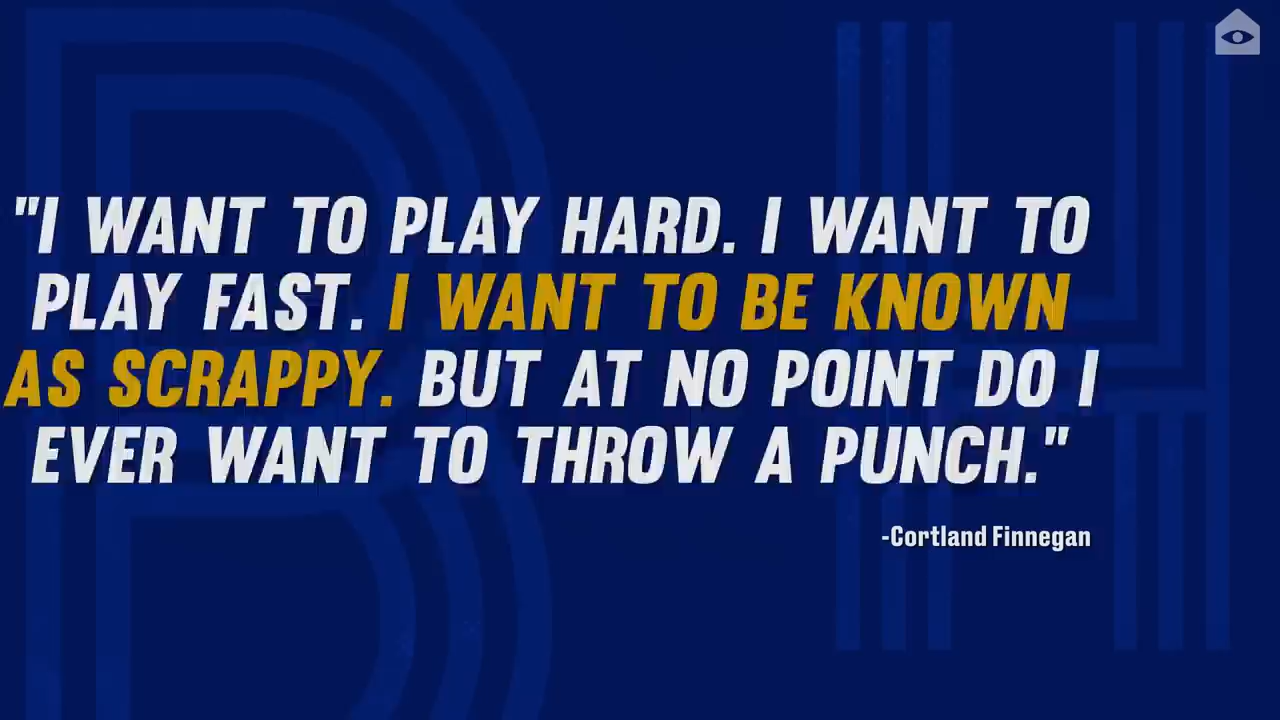 "I WANT TO PLAY HARD. I WANT TO
PLAY FAST. I WANT TO BE KNOWN
AS SCRAPPY. BUT AT NO POINT DO I
EVER WANT TO THROW A PUNCH."
-Cortland Finnegan